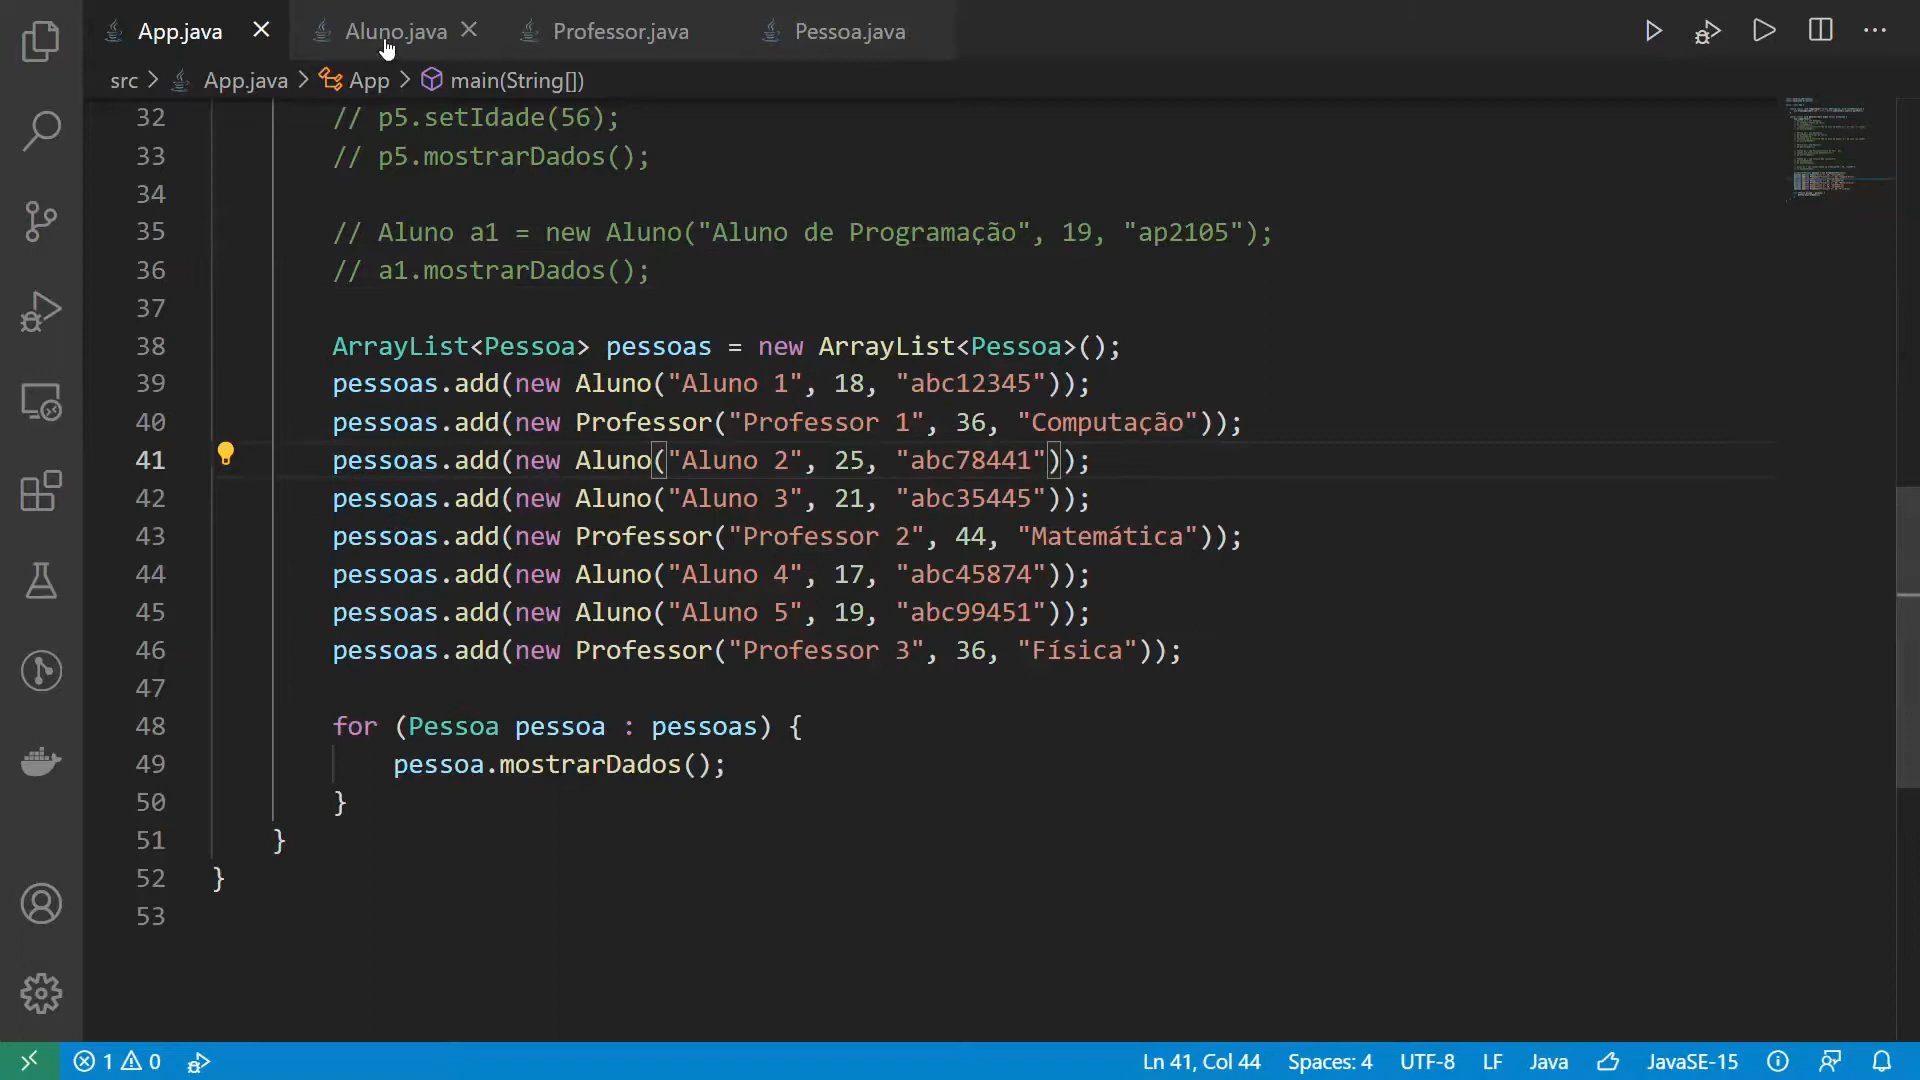 App.java
Aluno.java
Professor.java
Pessoa.java
src > App.java > App > main(String[])
32 // p5.setIdade(56);
33 // p5.mostrarDados();
34
35 // Aluno a1 = new Aluno("Aluno de Programação", 19, "ap2105");
36 // a1.mostrarDados();
37
38 ArrayList<Pessoa> pessoas = new ArrayList<Pessoa>();
39 pessoas.add(new Aluno("Aluno 1", 18, "abc12345"));
40 pessoas.add(new Professor("Professor 1", 36, "Computação"));
41 pessoas.add(new Aluno("Aluno 2", 25, "abc78441"));
42 pessoas.add(new Aluno("Aluno 3", 21, "abc35445"));
43 pessoas.add(new Professor("Professor 2", 44, "Matemática"));
44 pessoas.add(new Aluno("Aluno 4", 17, "abc45874"));
45 pessoas.add(new Aluno("Aluno 5", 19, "abc99451"));
46 pessoas.add(new Professor("Professor 3", 36, "Física"));
47
48 for (Pessoa pessoa : pessoas) {
49 pessoa.mostrarDados();
50 }
51 }
52 }
53
1 0 Ln 41, Col 44 Spaces: 4 UTF-8 LF Java JavaSE-15